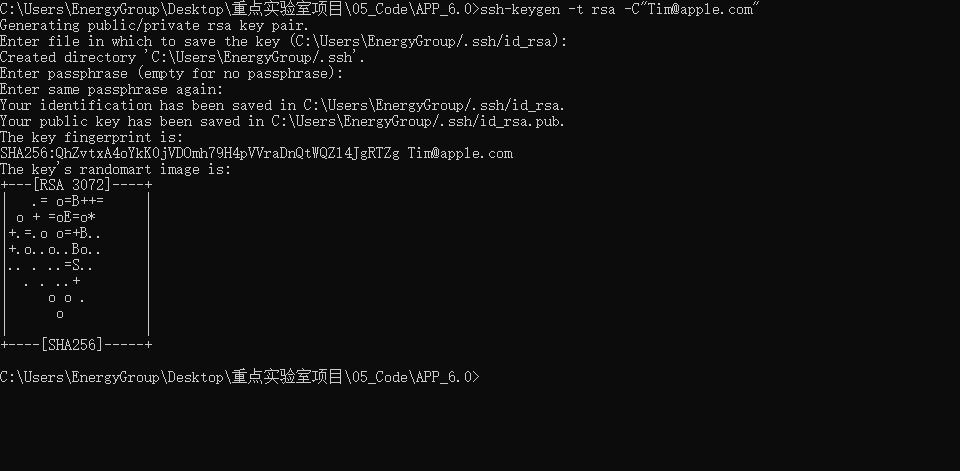 C:\Users\EnergyGroup\Desktop\重点实验室项目\05_Code\APP_6.0>ssh-keygen -t rsa -C"Tim@apple.com"
Generating public/private rsa key pair.
Enter file in which to save the key (C:\Users\EnergyGroup/.ssh/id_rsa):
Created directory 'C:\Users\EnergyGroup/.ssh'.
Enter passphrase (empty for no passphrase):
Enter same passphrase again:
Your identification has been saved in C:\Users\EnergyGroup/.ssh/id_rsa.
Your public key has been saved in C:\Users\EnergyGroup/.ssh/id_rsa.pub.
The key fingerprint is:
SHA256:QhZvtxA4oYkK0jVDOmh79H4pVVraDnQtWQZ14JgRTZg Tim@apple.com
The key's randomart image is:
+---[RSA 3072]----+
|   .= o=B++=     |
| o + =oE=o*      |
|+.=.o o=+B..     |
|+.o..o..Bo..     |
|.. . ..=S..      |
|  . . ..+        |
|     o o .       |
|      o          |
|                 |
+----[SHA256]-----+
C:\Users\EnergyGroup\Desktop\重点实验室项目\05_Code\APP_6.0>